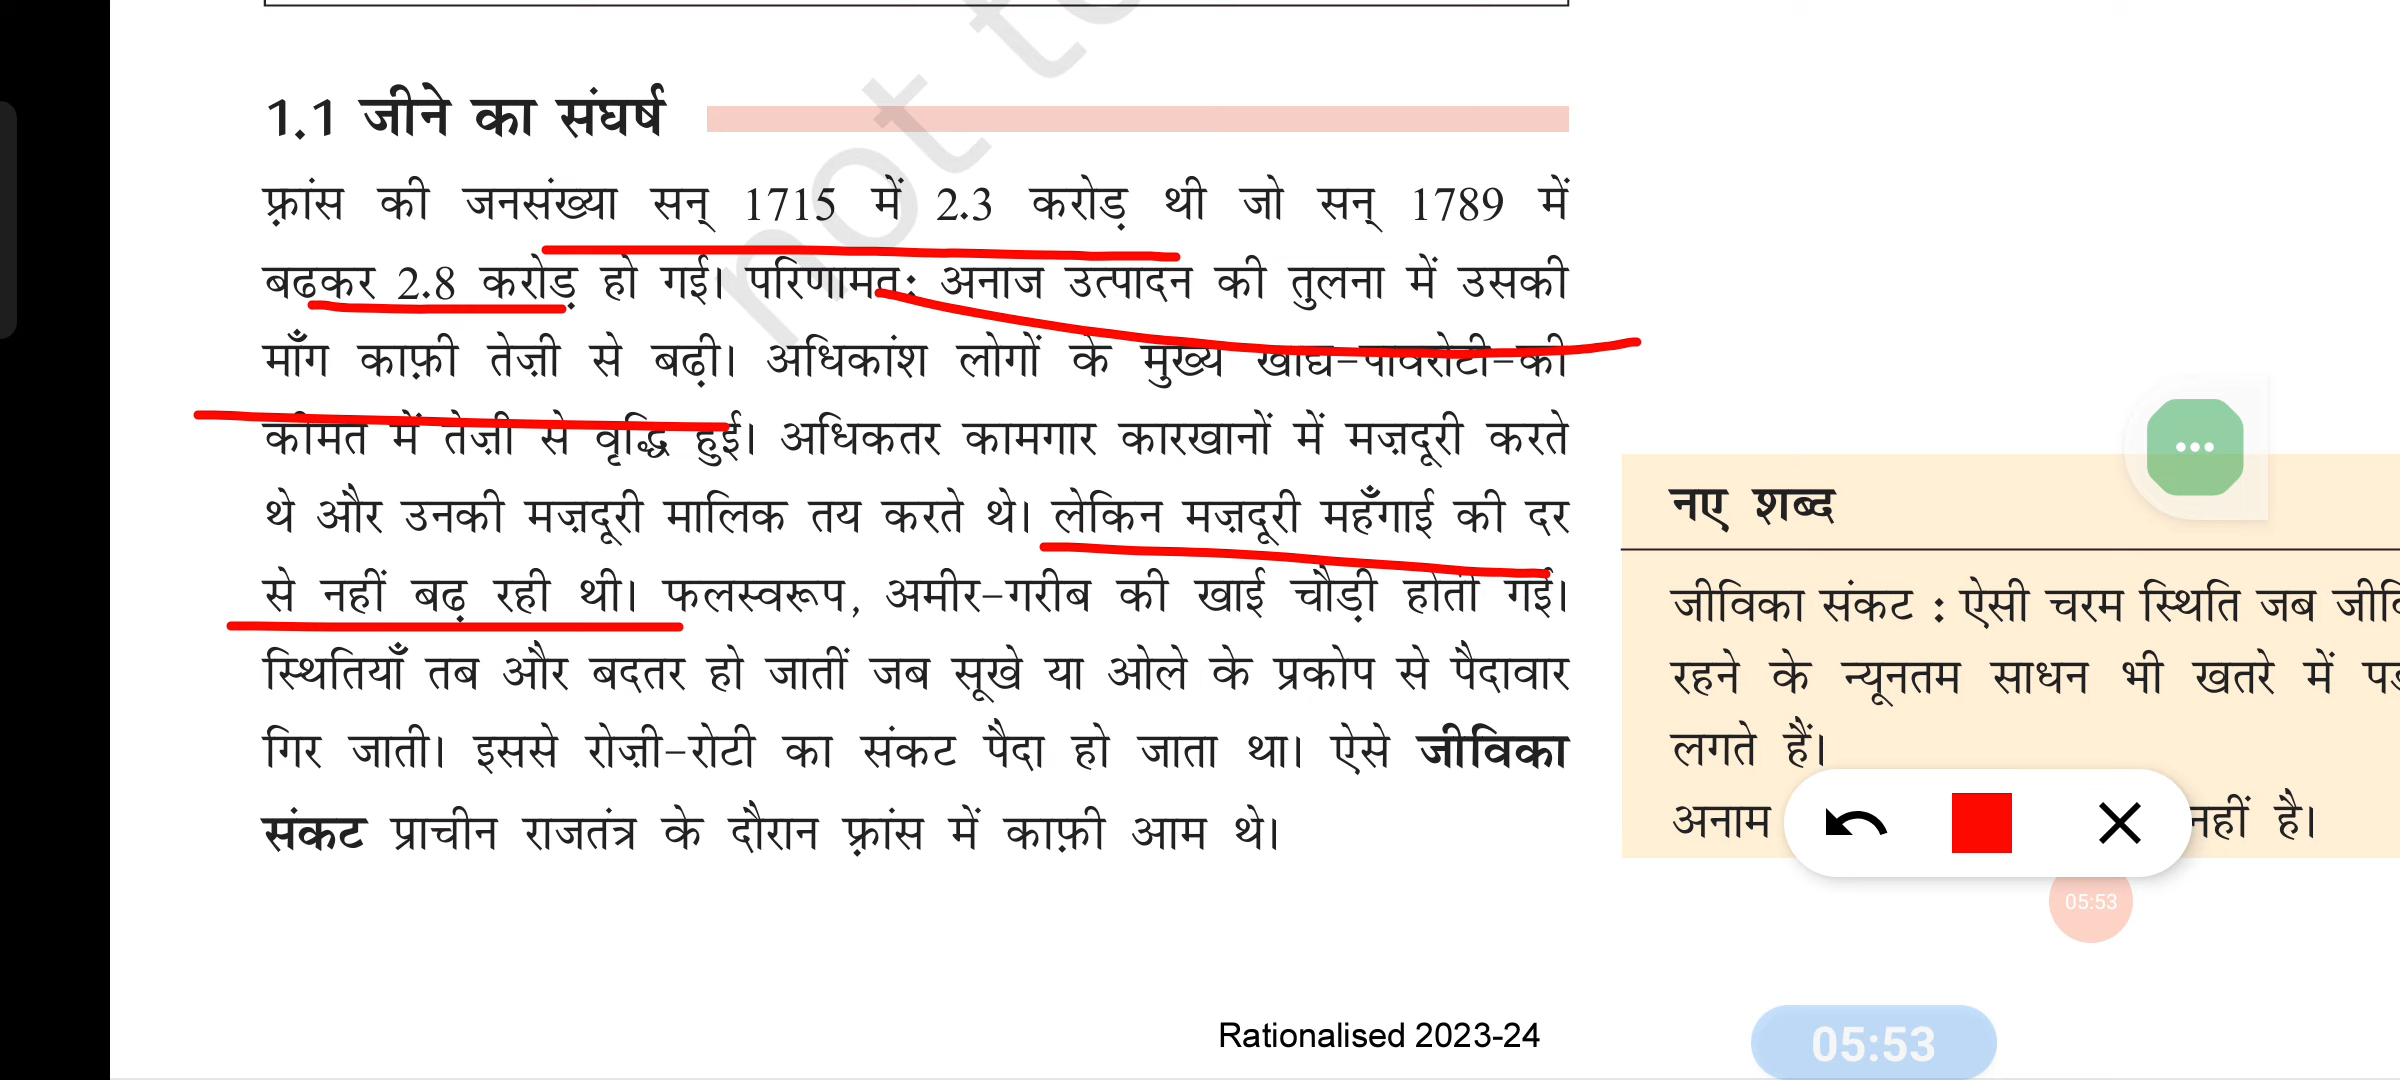 1.1 जीने का संघर्ष
फ़्रांस की जनसंख्या सन् 1715 में 2.3 करोड़ थी जो सन् 1789 में
बढकर 2.8 करोड़ हो गई। परिणामत: अनाज उत्पादन की तुलना में उसकी
माँग काफ़ी तेज़ी से बढ़ी। अधिकांश लोगों के मुख्य खाद्य-पावरोटी-की
कीमत में तेज़ी से वृद्धि हुई। अधिकतर कामगार कारखानों में मज़दूरी करते
थे और उनकी मज़दूरी मालिक तय करते थे। लेकिन मज़दूरी महँगाई की दर
से नहीं बढ़ रही थी। फलस्वरूप, अमीर-गरीब की खाई चौड़ी होती गई।
स्थितियाँ तब और बदतर हो जातीं जब सूखे या ओले के प्रकोप से पैदावार
गिर जाती। इससे रोज़ी-रोटी का संकट पैदा हो जाता था। ऐसे जीविका
संकट प्राचीन राजतंत्र के दौरान फ़्रांस में काफ़ी आम थे।
नए शब्द
जीविका संकट : ऐसी चरम स्थिति जब
रहने के न्यूनतम साधन भी खतरे में
लगते हैं।
अनाम नहीं है।
05:53
Rationalised 2023-24
05:53
not to